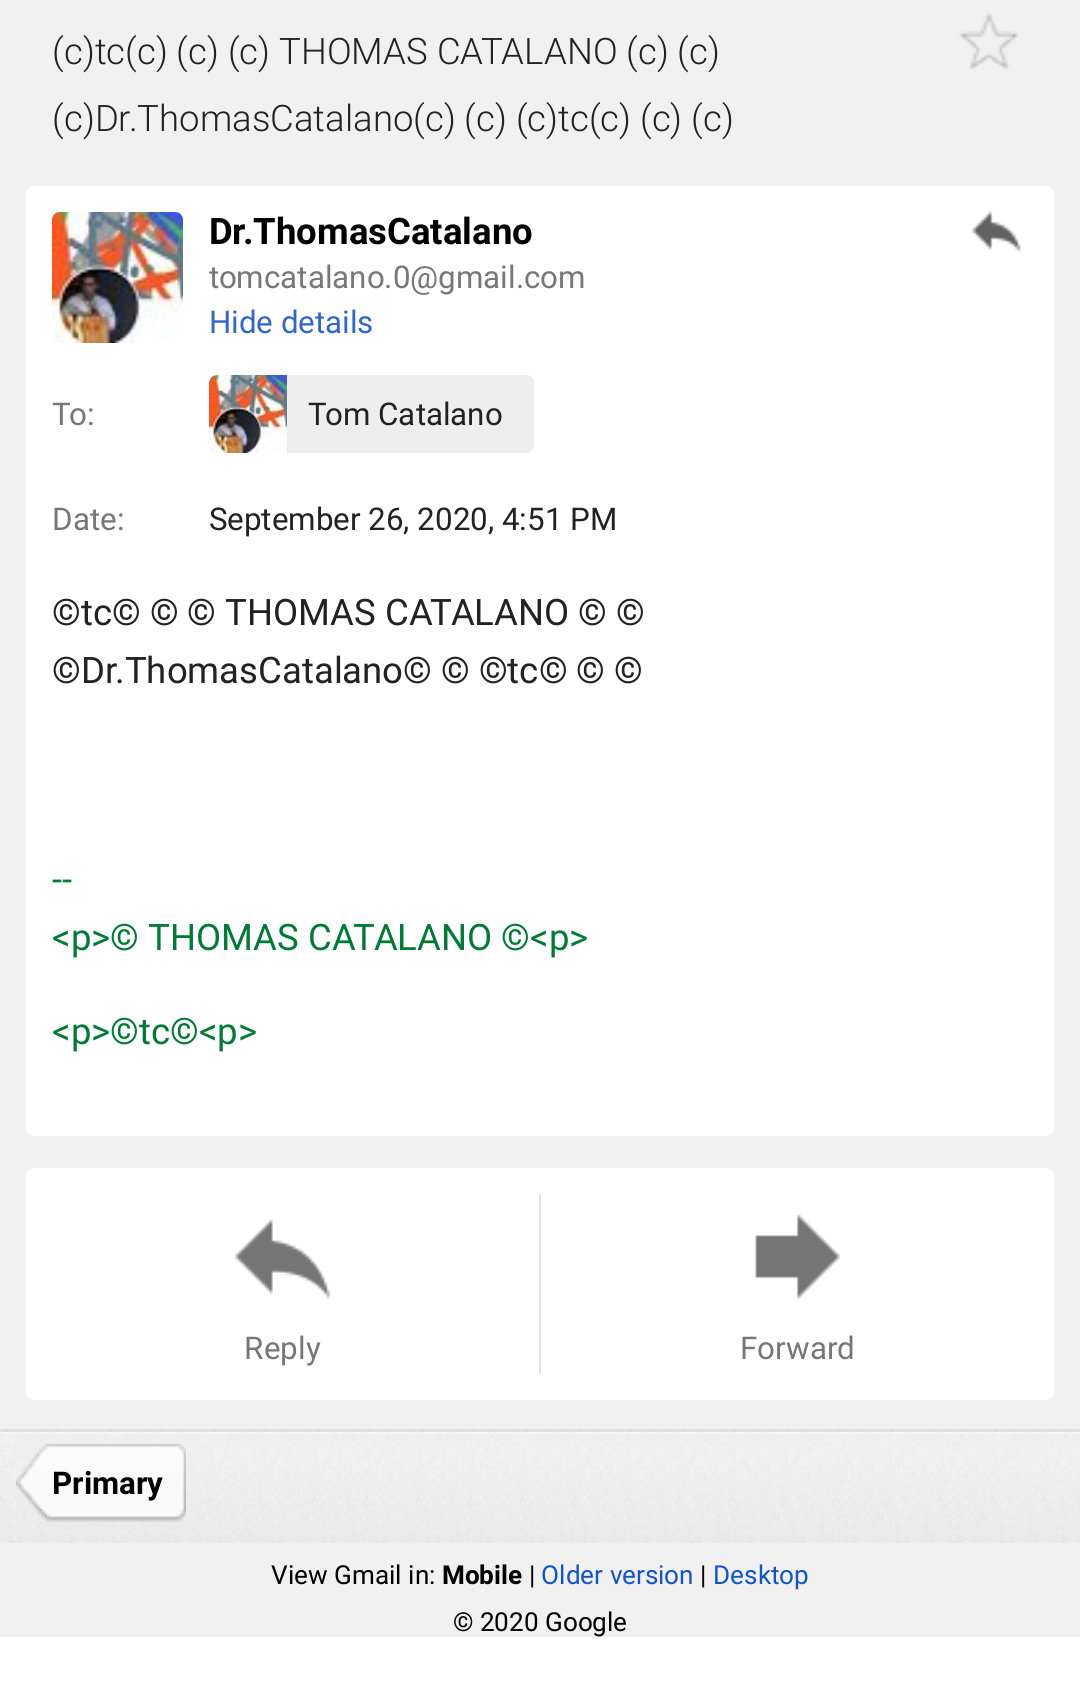 (c)tc(c) (c) (c) THOMAS CATALANO (c) (c)
(c)Dr.ThomasCatalano(c) (c) (c)tc(c) (c) (c)
Dr.ThomasCatalano
tomcatalano.0@gmail.com
Hide details
To: Tom Catalano
Date: September 26, 2020, 4:51 PM
©tc© © © THOMAS CATALANO © ©
©Dr.ThomasCatalano© © ©tc© © ©
--
<p>© THOMAS CATALANO ©<p>
<p>©tc©<p>
Reply Forward
Primary
View Gmail in: Mobile | Older version | Desktop
© 2020 Google